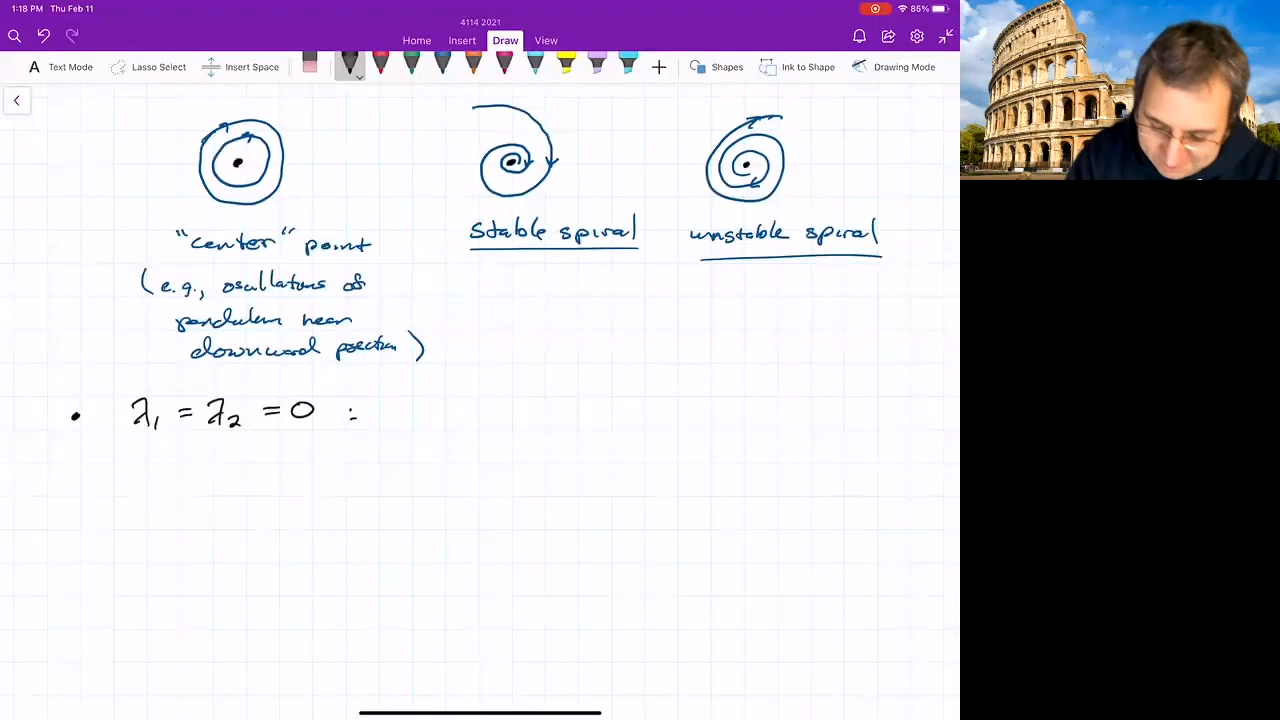 1:18 PM Thu Feb 11
85%
4114 2021
Home Insert Draw View
A Text Mode Lasso Select Insert Space Shapes Ink to Shape Drawing Mode
"center" point
(e.g., oscillations of
pendulum near
downward position)
stable spiral
unstable spiral
• λ₁ = λ₂ = 0 :